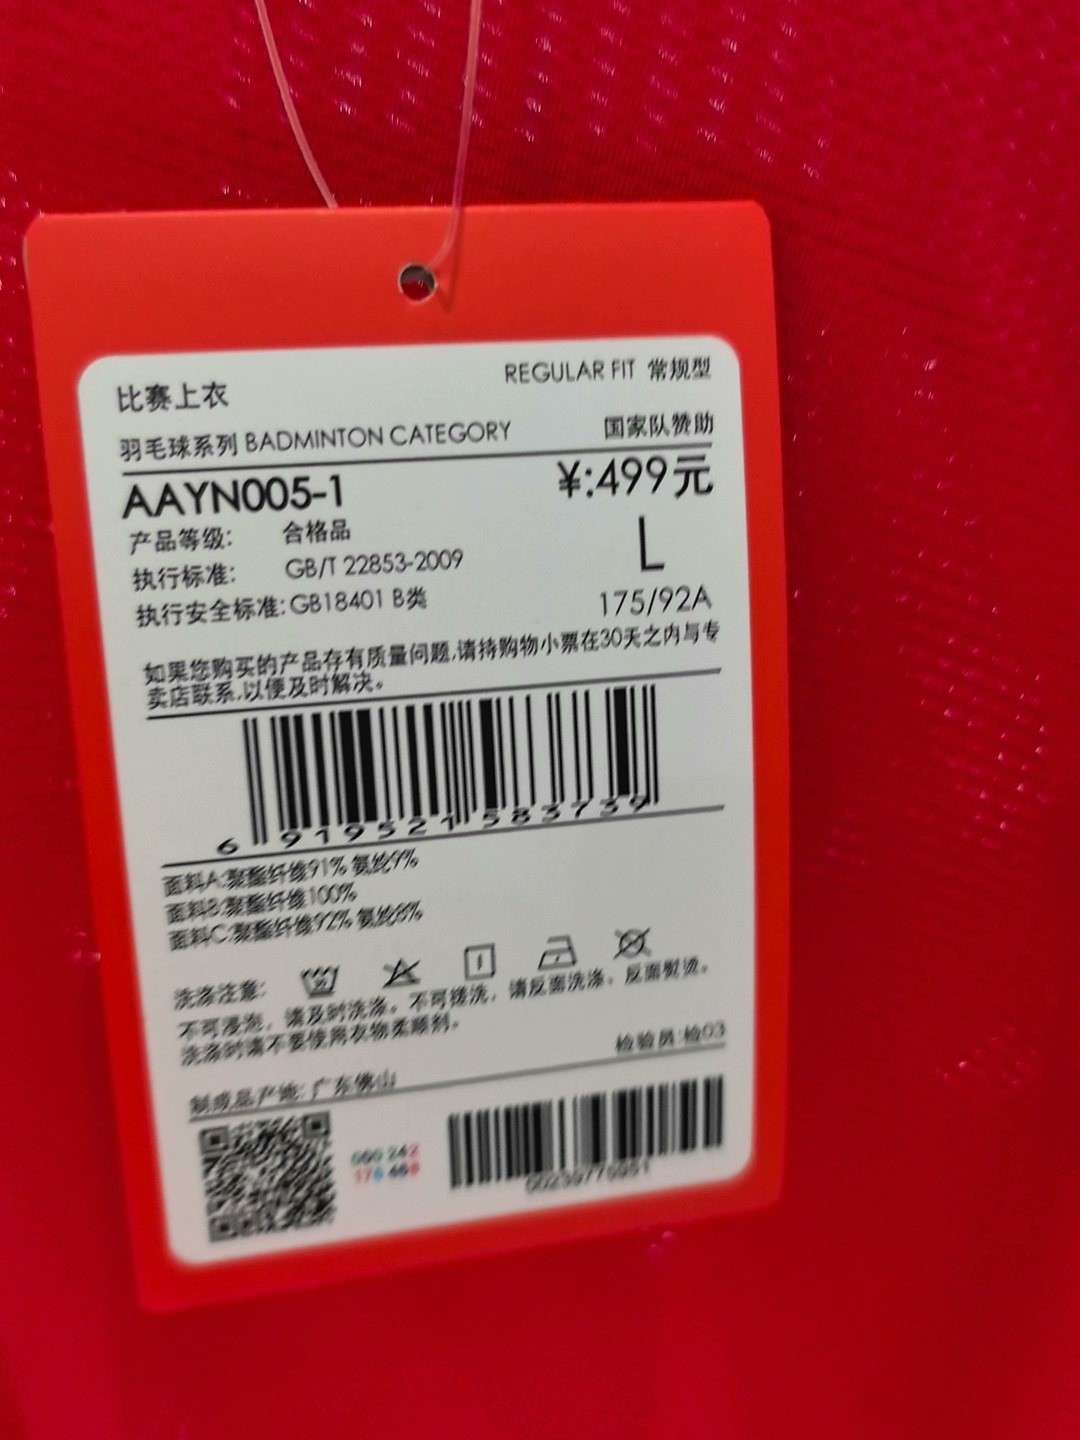 比赛上衣
REGULAR FIT 常规型
羽毛球系列 BADMINTON CATEGORY
国家队赞助
AAYN005-1
¥:499元
产品等级: 合格品
执行标准: GB/T 22853-2009
L
执行安全标准:GB18401 B类
175/92A
如果您购买的产品存有质量问题,请持购物小票在30天之内与专
卖店联系,以便及时解决。
6 919521 583739
面料A:聚酯纤维91% 氨纶9%
面料B:聚酯纤维100%
面料C:聚酯纤维92% 氨纶8%
洗涤注意:
不可浸泡，请及时洗涤。不可搓洗，请反面洗涤。反面熨烫。
洗涤时请不要使用衣物柔顺剂。
检验员:检03
制成品产地: 广东佛山
000 242